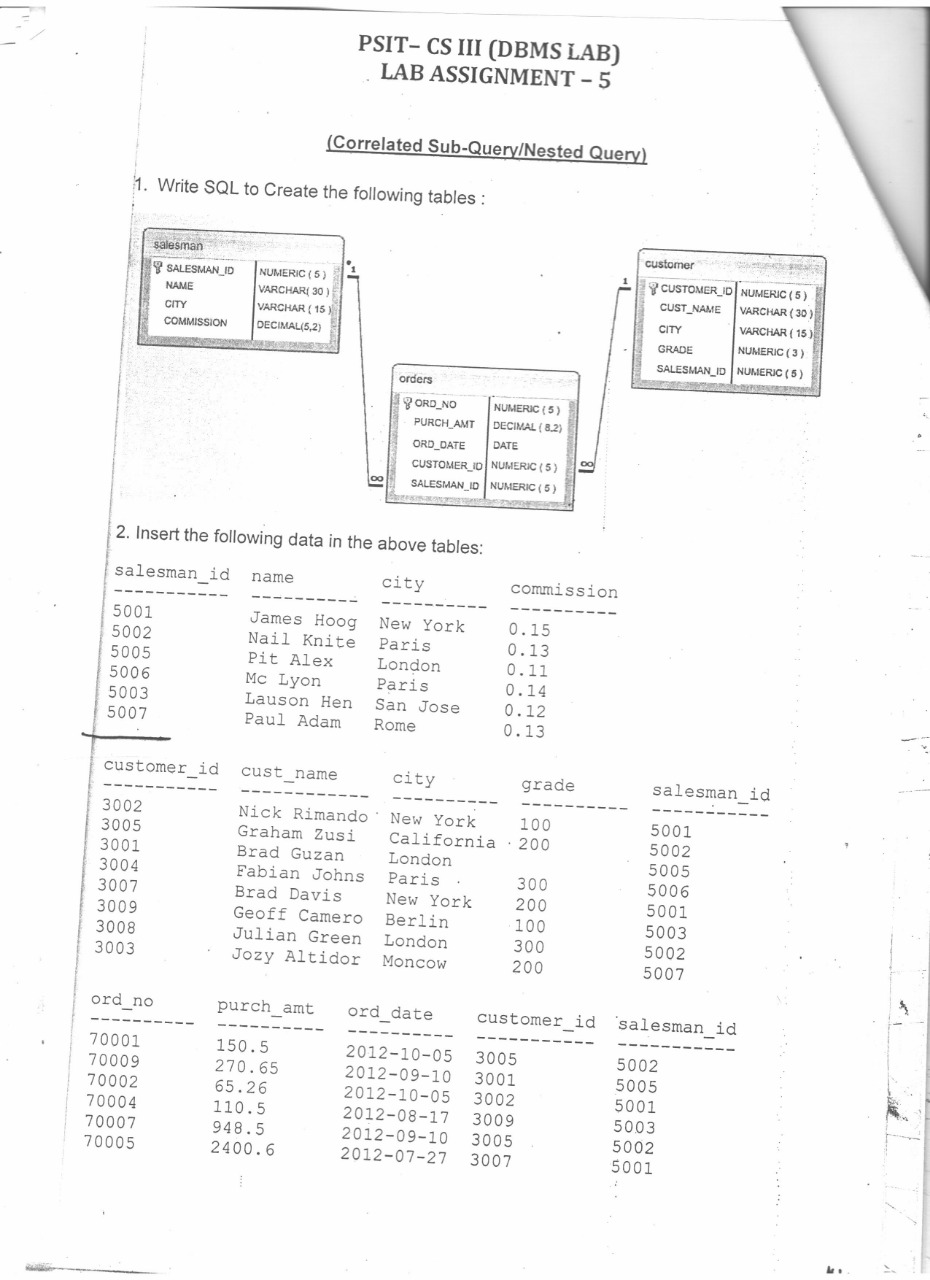 PSIT– CS III (DBMS LAB)
LAB ASSIGNMENT – 5
(Correlated Sub-Query/Nested Query)
1. Write SQL to Create the following tables :
salesman
SALESMAN_ID NUMERIC ( 5 )
NAME VARCHAR( 30 )
CITY VARCHAR ( 15 )
COMMISSION DECIMAL(5,2)
1
customer
CUSTOMER_ID NUMERIC ( 5 )
CUST_NAME VARCHAR ( 30 )
CITY VARCHAR ( 15 )
GRADE NUMERIC ( 3 )
SALESMAN_ID NUMERIC ( 5 )
1
orders
ORD_NO NUMERIC ( 5 )
PURCH_AMT DECIMAL ( 8,2)
ORD_DATE DATE
CUSTOMER_ID NUMERIC ( 5 )
SALESMAN_ID NUMERIC ( 5 )
∞
∞
2. Insert the following data in the above tables:
salesman_id name city commission
----------- ---------- ---------- ----------
5001 James Hoog New York 0.15
5002 Nail Knite Paris 0.13
5005 Pit Alex London 0.11
5006 Mc Lyon Paris 0.14
5003 Lauson Hen San Jose 0.12
5007 Paul Adam Rome 0.13
customer_id cust_name city grade salesman_id
----------- ------------ ---------- ---------- -----------
3002 Nick Rimando New York 100 5001
3005 Graham Zusi California 200 5002
3001 Brad Guzan London 5005
3004 Fabian Johns Paris 300 5006
3007 Brad Davis New York 200 5001
3009 Geoff Camero Berlin 100 5003
3008 Julian Green London 300 5002
3003 Jozy Altidor Moncow 200 5007
ord_no purch_amt ord_date customer_id salesman_id
---------- ---------- ---------- ----------- -----------
70001 150.5 2012-10-05 3005 5002
70009 270.65 2012-09-10 3001 5005
70002 65.26 2012-10-05 3002 5001
70004 110.5 2012-08-17 3009 5003
70007 948.5 2012-09-10 3005 5002
70005 2400.6 2012-07-27 3007 5001